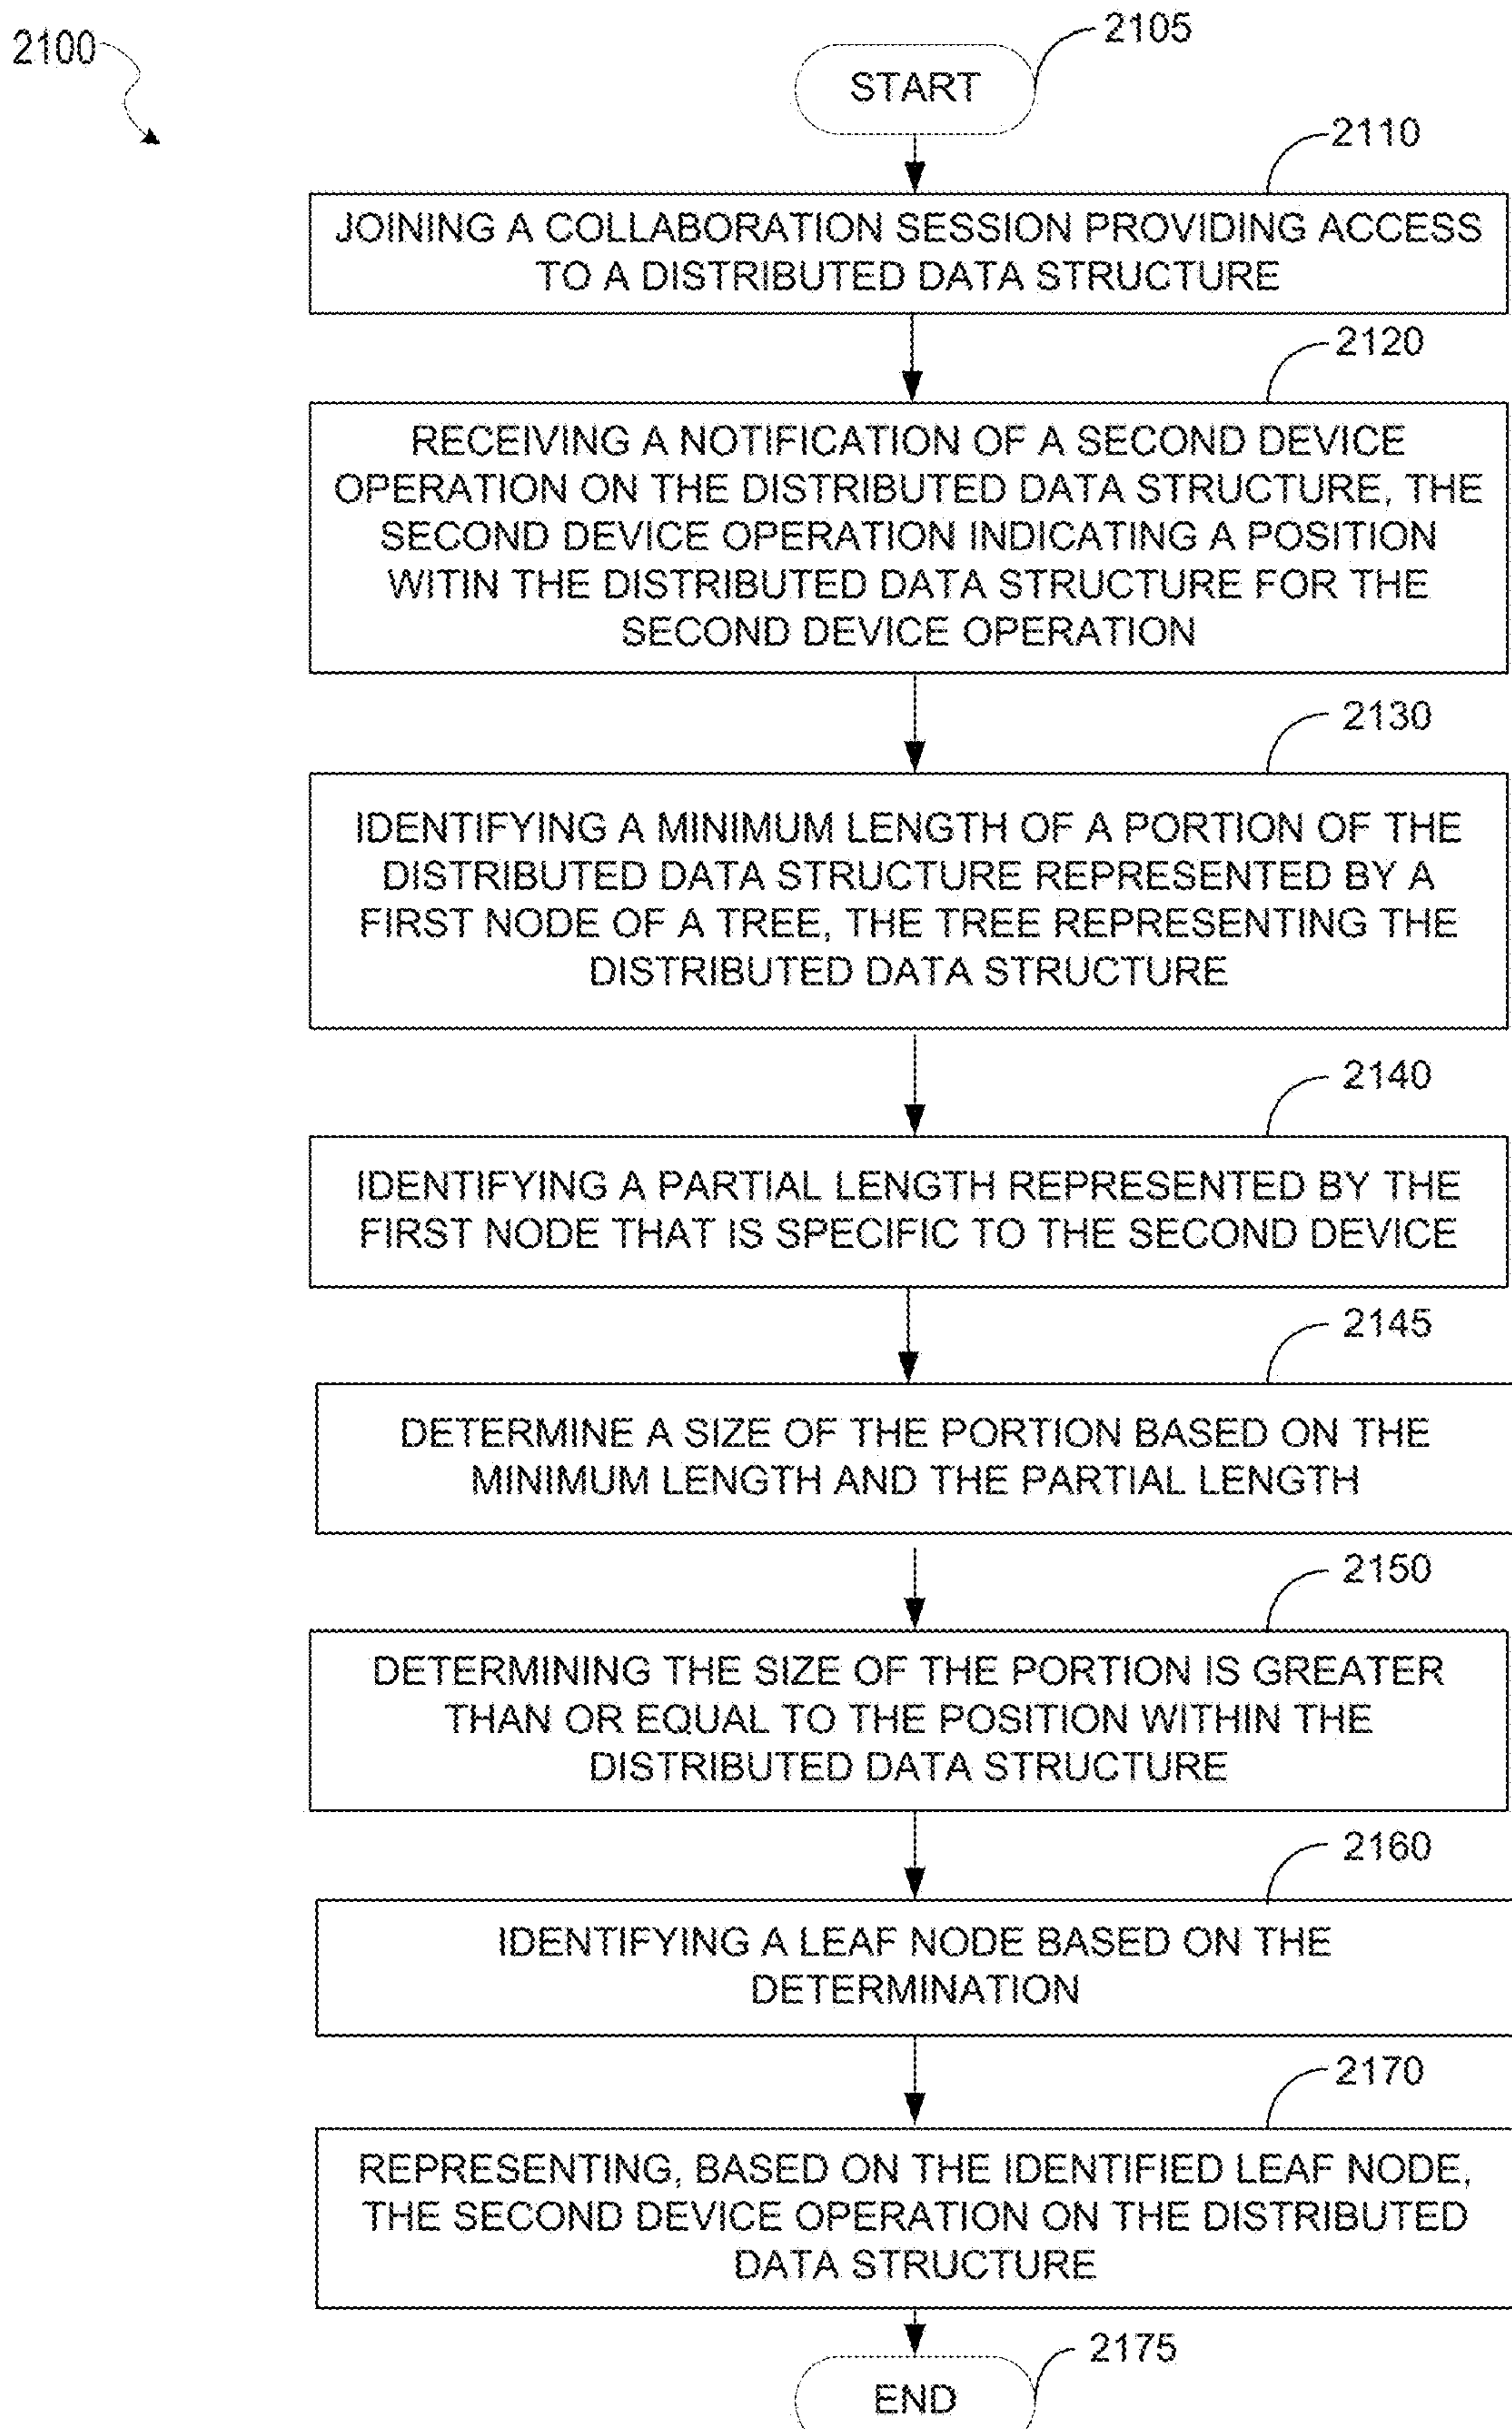 2100
2105
START
2110
JOINING A COLLABORATION SESSION PROVIDING ACCESS
TO A DISTRIBUTED DATA STRUCTURE
2120
RECEIVING A NOTIFICATION OF A SECOND DEVICE
OPERATION ON THE DISTRIBUTED DATA STRUCTURE, THE
SECOND DEVICE OPERATION INDICATING A POSITION
WITIN THE DISTRIBUTED DATA STRUCTURE FOR THE
SECOND DEVICE OPERATION
2130
IDENTIFYING A MINIMUM LENGTH OF A PORTION OF THE
DISTRIBUTED DATA STRUCTURE REPRESENTED BY A
FIRST NODE OF A TREE, THE TREE REPRESENTING THE
DISTRIBUTED DATA STRUCTURE
2140
IDENTIFYING A PARTIAL LENGTH REPRESENTED BY THE
FIRST NODE THAT IS SPECIFIC TO THE SECOND DEVICE
2145
DETERMINE A SIZE OF THE PORTION BASED ON THE
MINIMUM LENGTH AND THE PARTIAL LENGTH
2150
DETERMINING THE SIZE OF THE PORTION IS GREATER
THAN OR EQUAL TO THE POSITION WITHIN THE
DISTRIBUTED DATA STRUCTURE
2160
IDENTIFYING A LEAF NODE BASED ON THE
DETERMINATION
2170
REPRESENTING, BASED ON THE IDENTIFIED LEAF NODE,
THE SECOND DEVICE OPERATION ON THE DISTRIBUTED
DATA STRUCTURE
2175
END